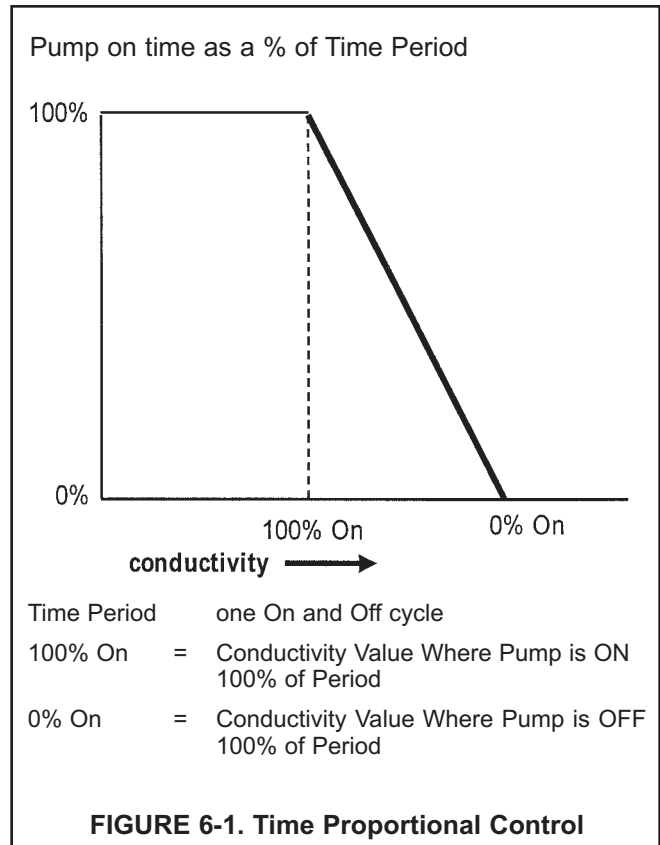 Pump on time as a % of Time Period
100%
0%
100% On
0% On
conductivity
Time Period one On and Off cycle
100% On = Conductivity Value Where Pump is ON
100% of Period
0% On = Conductivity Value Where Pump is OFF
100% of Period
FIGURE 6-1. Time Proportional Control